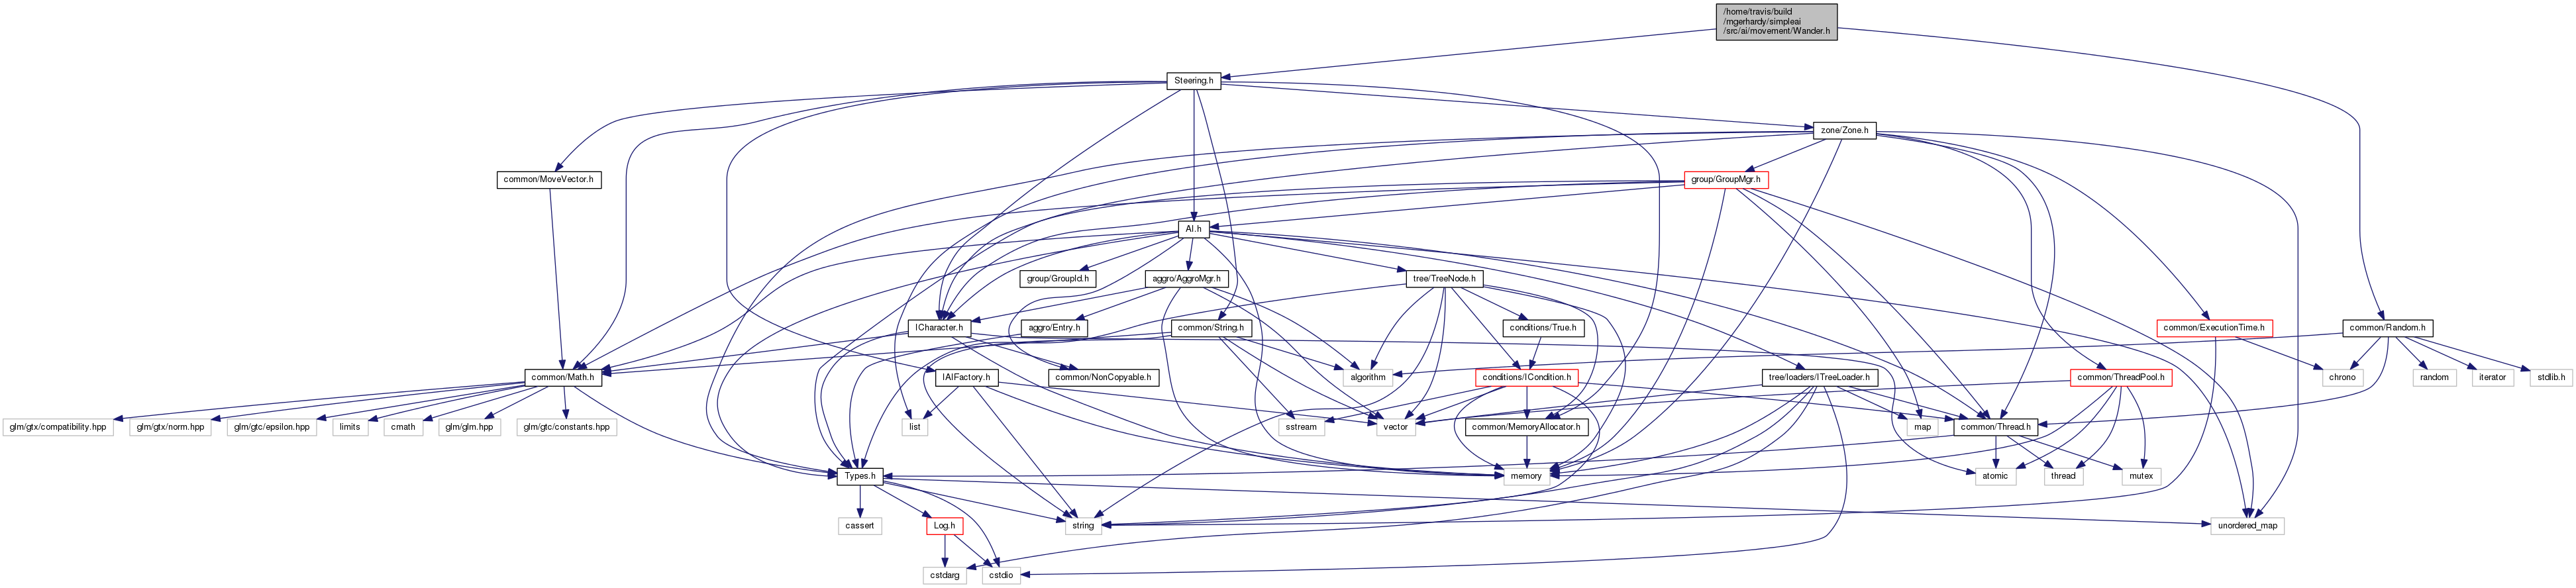 /home/travis/build
/mgerhardy/simpleai
/src/ai/movement/Wander.h
Steering.h
zone/Zone.h
common/MoveVector.h
group/GroupMgr.h
AI.h
group/GroupId.h
aggro/AggroMgr.h
tree/TreeNode.h
ICharacter.h
aggro/Entry.h
common/String.h
conditions/True.h
common/ExecutionTime.h
common/Random.h
common/Math.h
IAIFactory.h
common/NonCopyable.h
algorithm
conditions/ICondition.h
tree/loaders/ITreeLoader.h
common/ThreadPool.h
chrono
random
iterator
stdlib.h
glm/gtx/compatibility.hpp
glm/gtx/norm.hpp
glm/gtc/epsilon.hpp
limits
cmath
glm/glm.hpp
glm/gtc/constants.hpp
list
sstream
vector
common/MemoryAllocator.h
map
common/Thread.h
Types.h
memory
atomic
thread
mutex
cassert
Log.h
string
unordered_map
cstdarg
cstdio